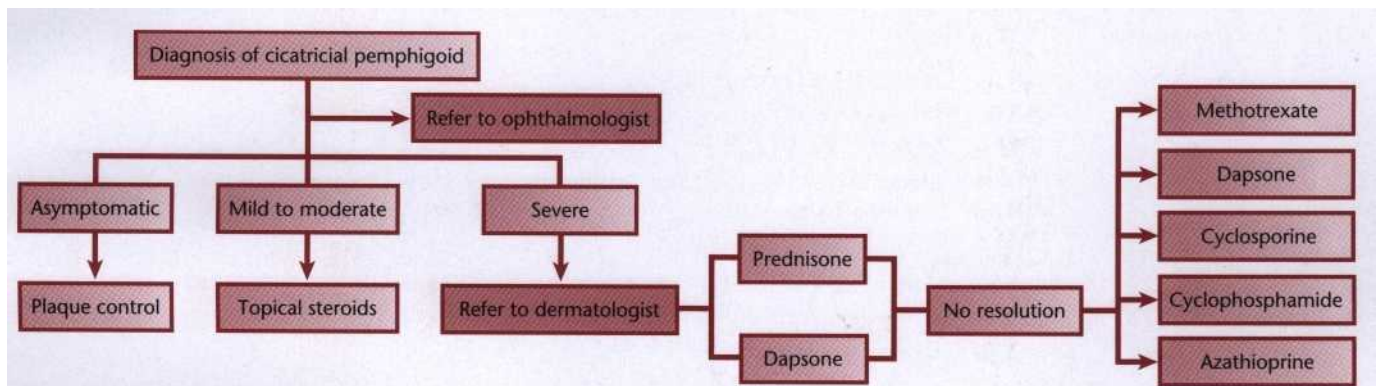 Diagnosis of cicatricial pemphigoid
Refer to ophthalmologist
Asymptomatic
Mild to moderate
Severe
Plaque control
Topical steroids
Refer to dermatologist
Prednisone
Dapsone
No resolution
Methotrexate
Dapsone
Cyclosporine
Cyclophosphamide
Azathioprine